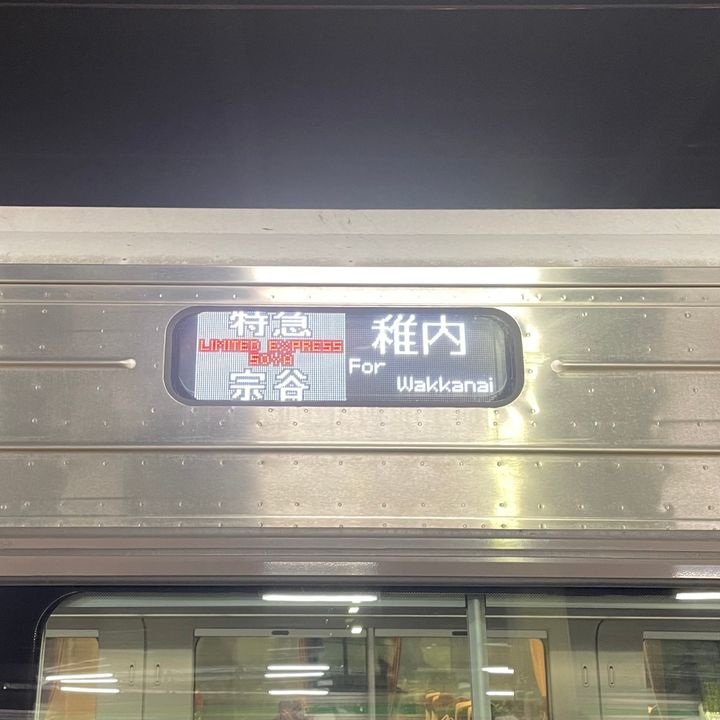 特急
LIMITED EXPRESS
SOYA
宗谷
稚内
For
Wakkanai